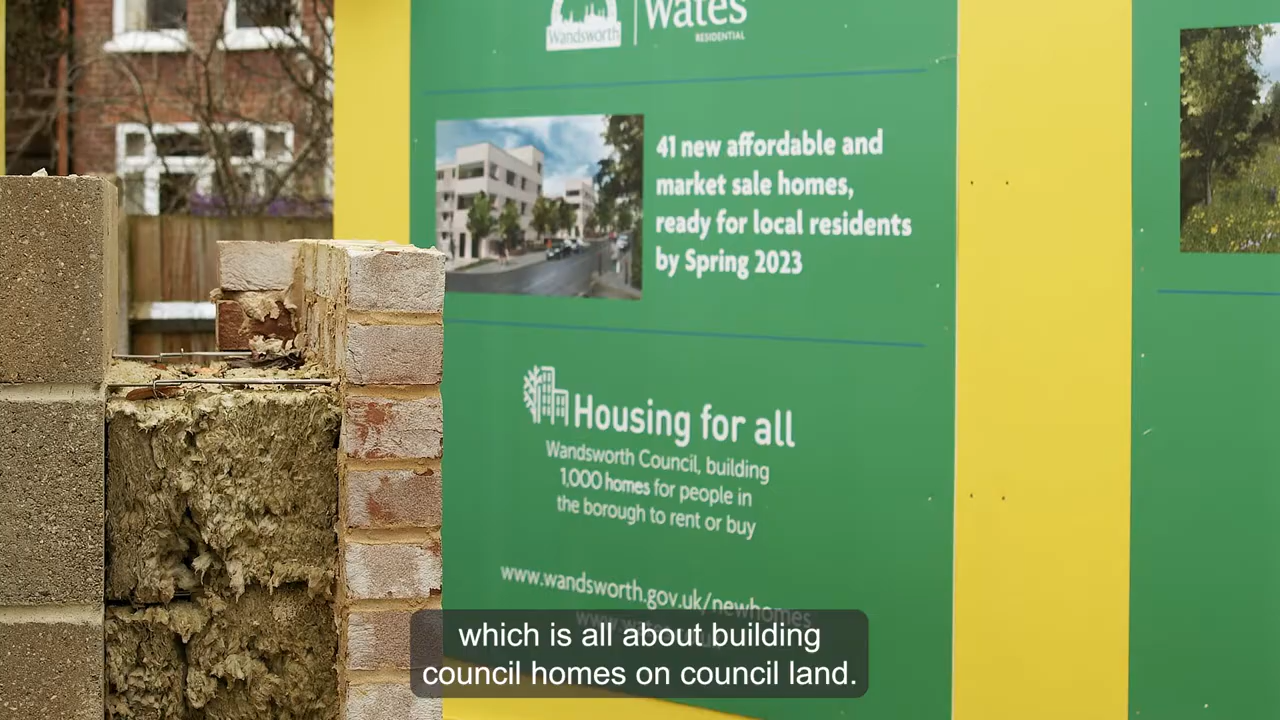 Wandsworth
wates
RESIDENTIAL
41 new affordable and
market sale homes,
ready for local residents
by Spring 2023
Housing for all
Wandsworth Council, building
1,000 homes for people in
the borough to rent or buy
www.wandsworth.gov.uk/newhomes
which is all about building
council homes on council land.